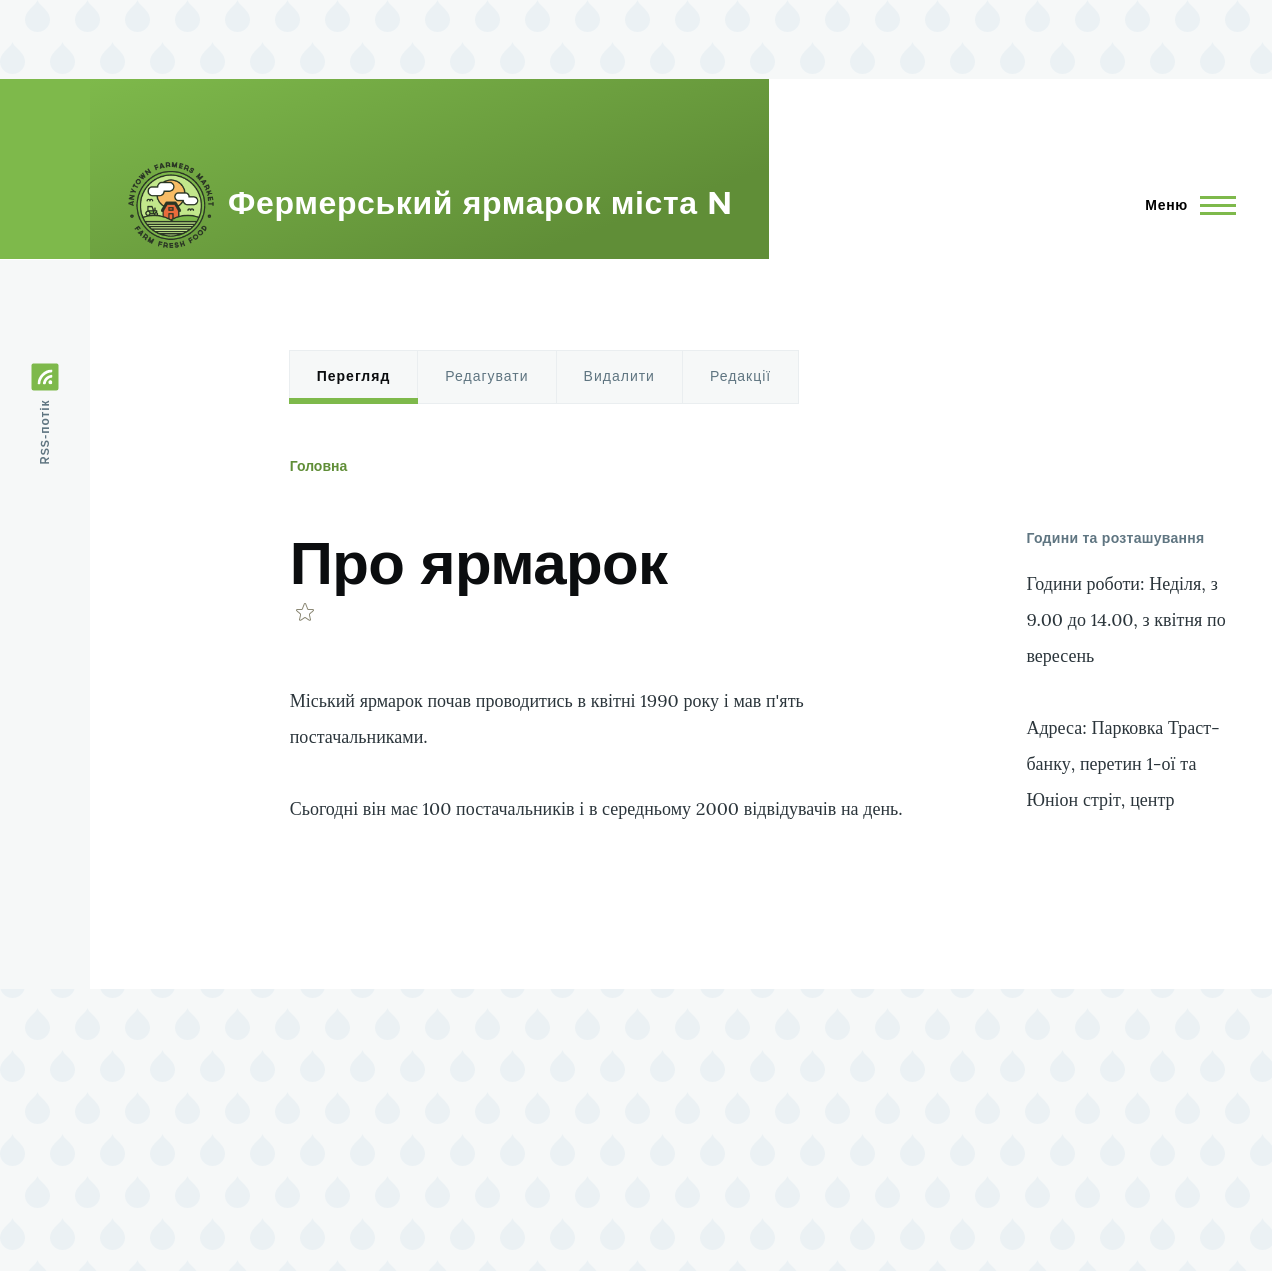 ANYTOWN FARMERS MARKET
FARM FRESH FOOD
Фермерський ярмарок міста N
Меню
RSS-потік
Перегляд
Редагувати
Видалити
Редакції
Головна
Про ярмарок
Міський ярмарок почав проводитись в квітні 1990 року і мав п'ять
постачальниками.
Сьогодні він має 100 постачальників і в середньому 2000 відвідувачів на день.
Години та розташування
Години роботи: Неділя, з
9.00 до 14.00, з квітня по
вересень
Адреса: Парковка Траст-
банку, перетин 1-ої та
Юніон стріт, центр